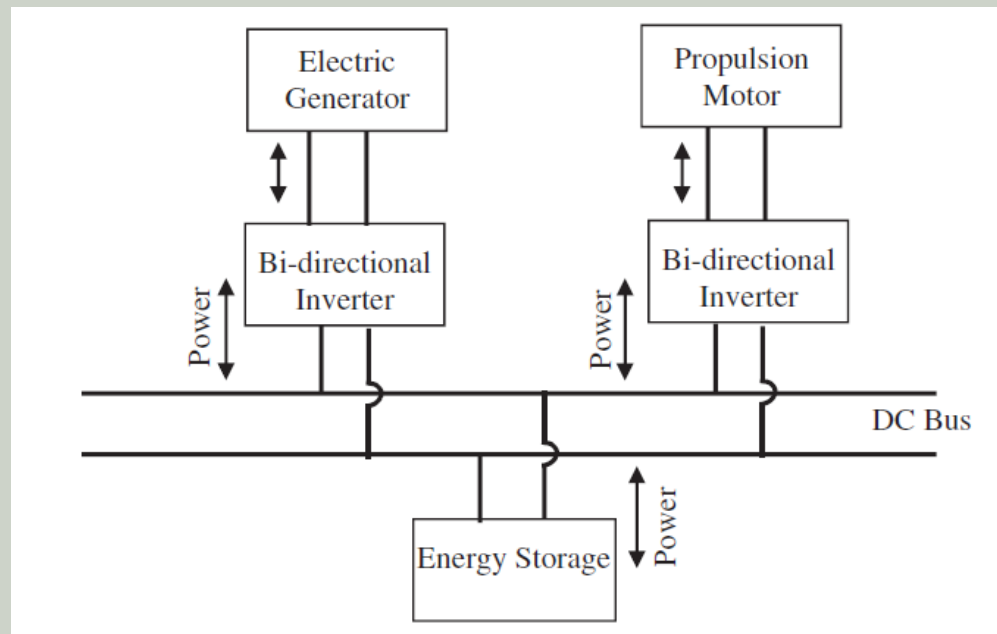 Electric
Generator
Propulsion
Motor
Bi-directional
Inverter
Bi-directional
Inverter
Power
Power
DC Bus
Energy Storage
Power